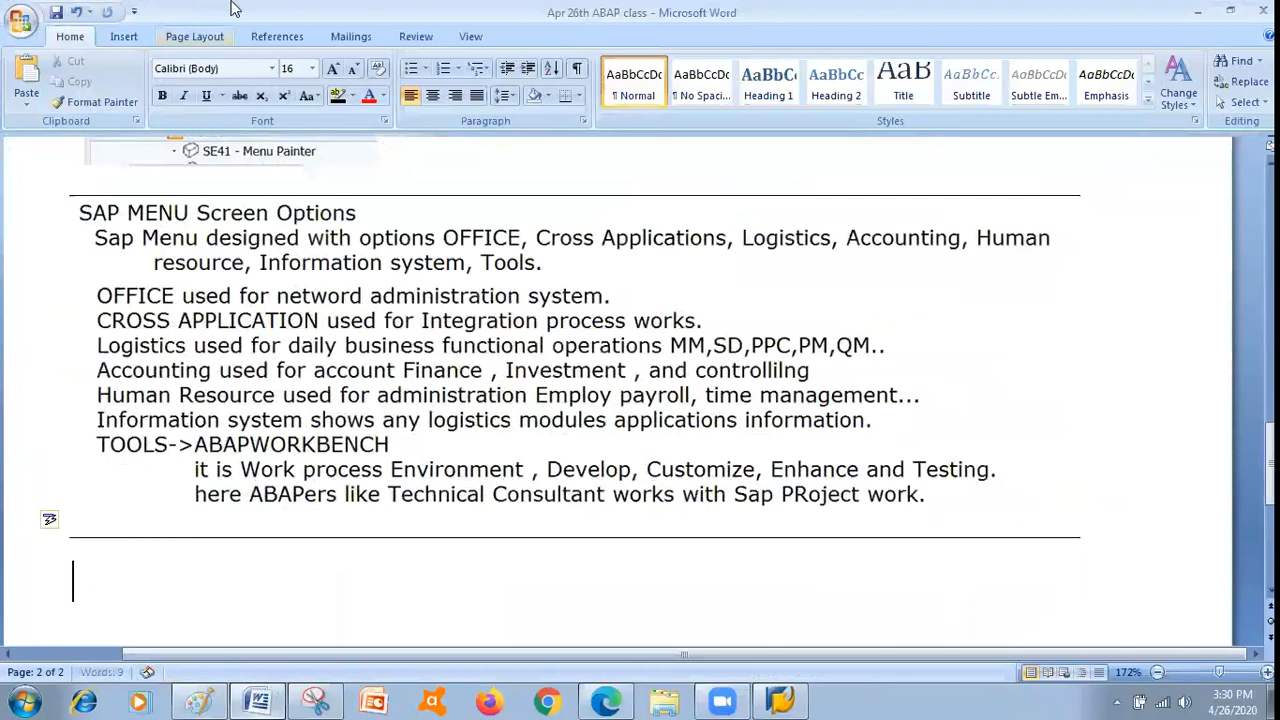 Apr 26th ABAP class - Microsoft Word
Home Insert Page Layout References Mailings Review View
Paste
Cut
Copy
Format Painter
Clipboard
Calibri (Body) 16
Font
Paragraph
AaBbCcDc AaBbCcDc AaBbC AaBbCc AaB AaBbCc. AaBbCcDc AaBbCcDc
¶ Normal ¶ No Spaci... Heading 1 Heading 2 Title Subtitle Subtle Em... Emphasis
Change Styles
Styles
Find
Replace
Select
Editing
SE41 - Menu Painter
SAP MENU Screen Options
Sap Menu designed with options OFFICE, Cross Applications, Logistics, Accounting, Human
resource, Information system, Tools.
OFFICE used for netword administration system.
CROSS APPLICATION used for Integration process works.
Logistics used for daily business functional operations MM,SD,PPC,PM,QM..
Accounting used for account Finance , Investment , and controllilng
Human Resource used for administration Employ payroll, time management...
Information system shows any logistics modules applications information.
TOOLS->ABAPWORKBENCH
it is Work process Environment , Develop, Customize, Enhance and Testing.
here ABAPers like Technical Consultant works with Sap PRoject work.
Page: 2 of 2 Words: 9 172%
3:30 PM
4/26/2020